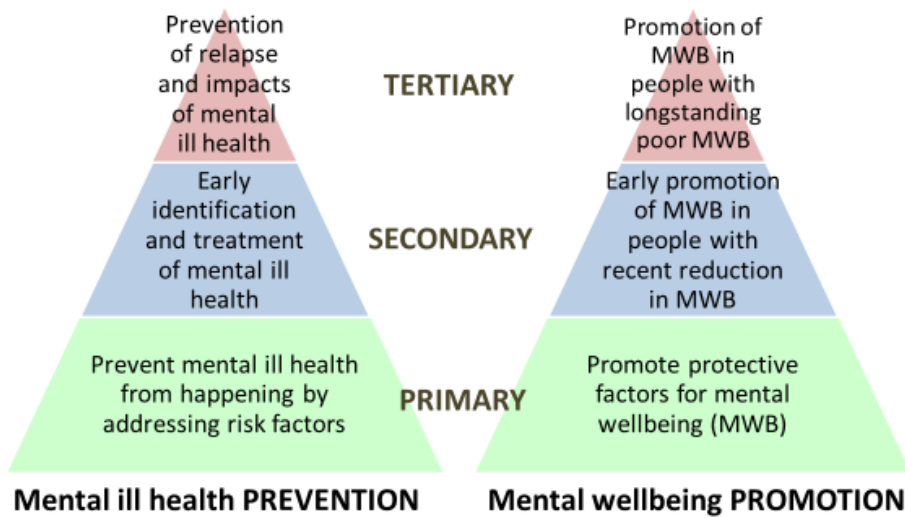 Prevention
of relapse
and impacts
of mental
ill health
TERTIARY
Promotion of
MWB in
people with
longstanding
poor MWB
Early
identification
and treatment
of mental ill
health
SECONDARY
Early promotion
of MWB in
people with
recent reduction
in MWB
Prevent mental ill health
from happening by
addressing risk factors
PRIMARY
Promote protective
factors for mental
wellbeing (MWB)
Mental ill health PREVENTION
Mental wellbeing PROMOTION